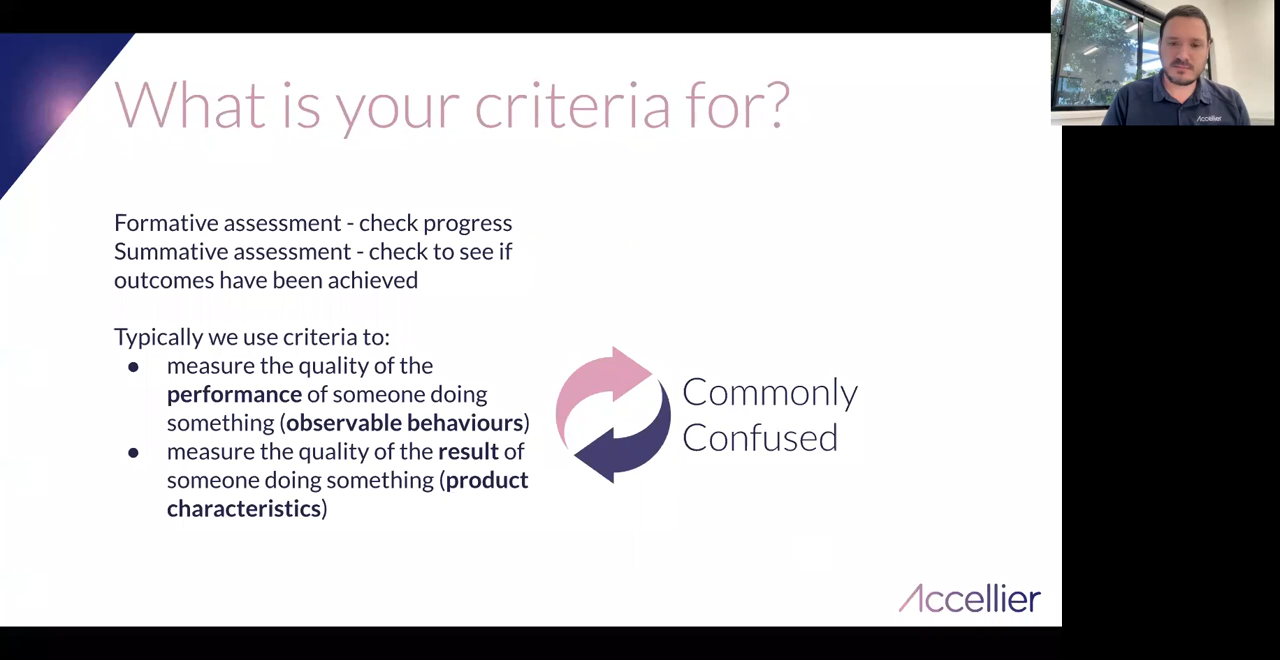 What is your criteria for?
Formative assessment - check progress
Summative assessment - check to see if
outcomes have been achieved
Typically we use criteria to:
● measure the quality of the
performance of someone doing
something (observable behaviours)
● measure the quality of the result of
someone doing something (product
characteristics)
Commonly
Confused
Accellier
Accellier